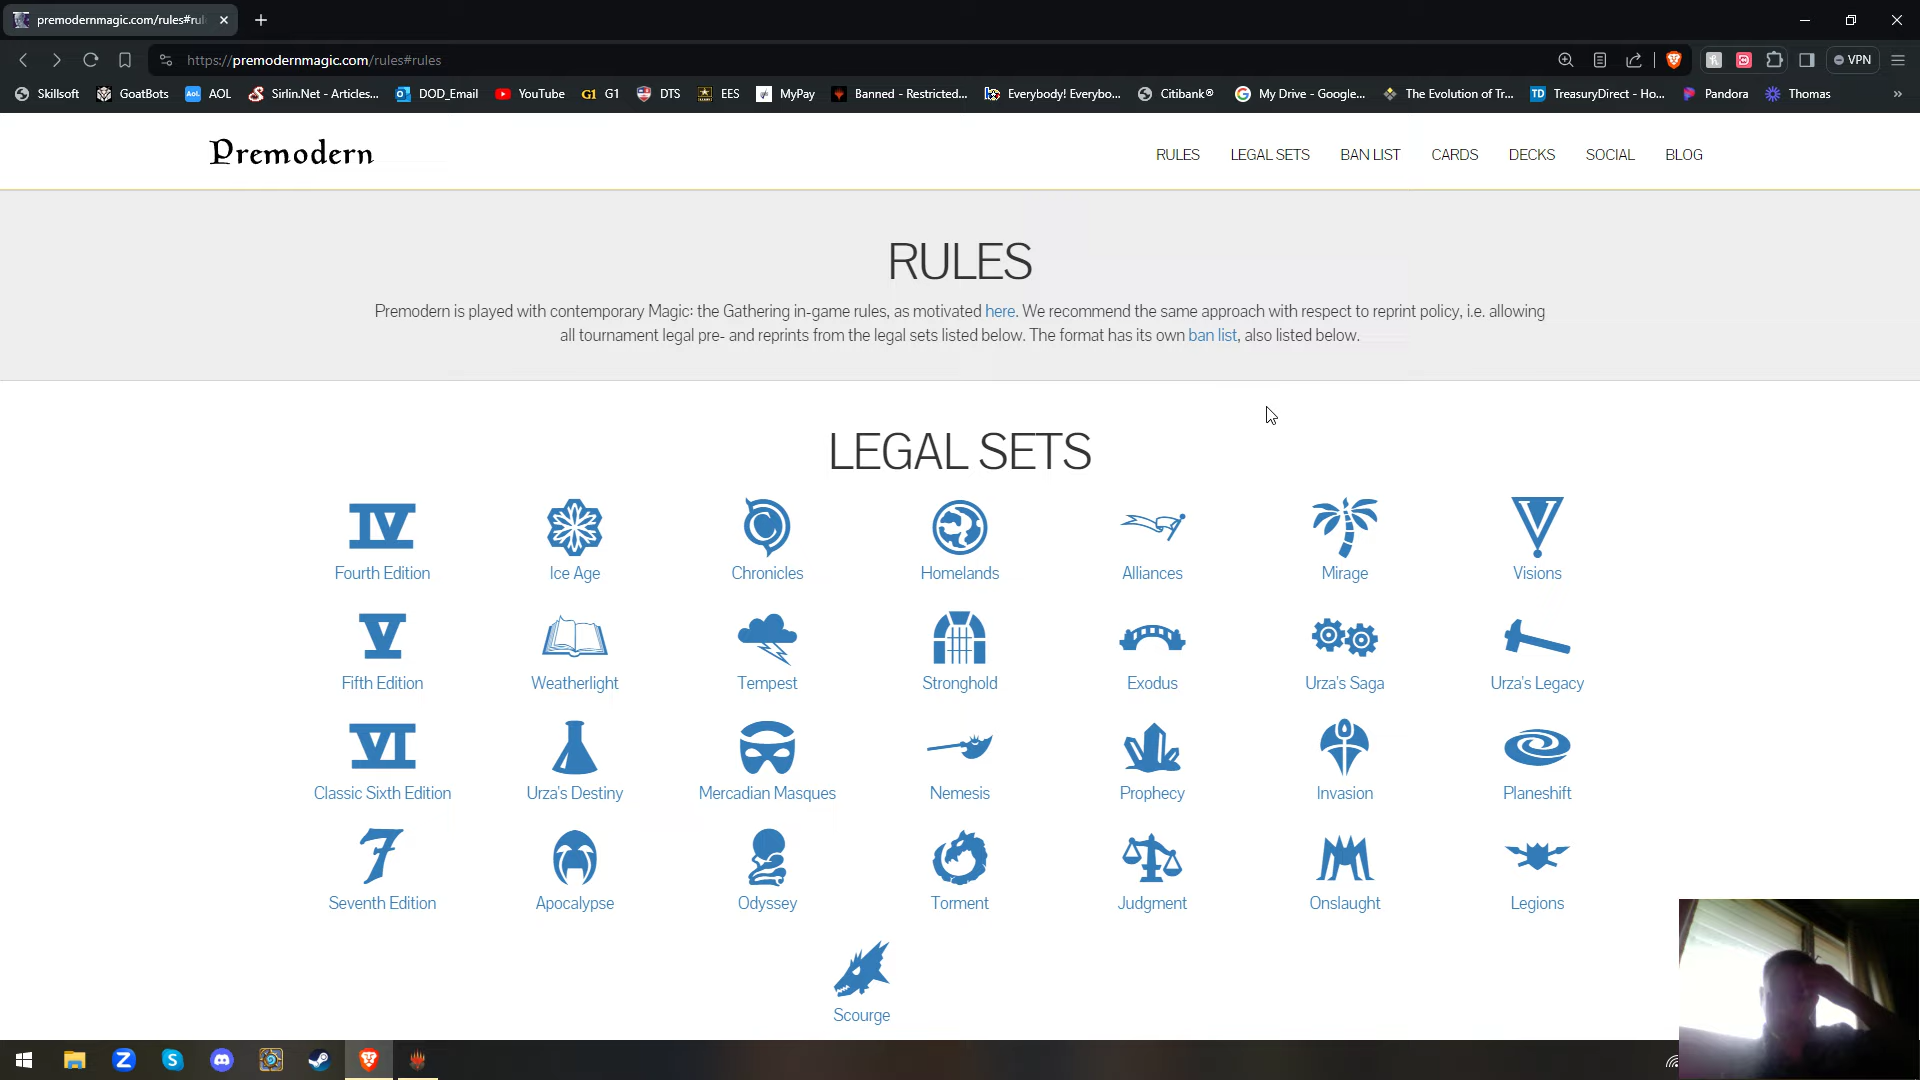 premodernmagic.com/rules#rul
https://premodernmagic.com/rules#rules
VPN
Skillsoft GoatBots AOL Sirlin.Net - Articles... DOD_Email YouTube G1 G1 DTS EES MyPay Banned - Restricted... Everybody! Everybo... Citibank® My Drive - Google... The Evolution of Tr... TD TreasuryDirect - Ho... Pandora Thomas »
Premodern
RULES LEGAL SETS BAN LIST CARDS DECKS SOCIAL BLOG
RULES
Premodern is played with contemporary Magic: the Gathering in-game rules, as motivated here. We recommend the same approach with respect to reprint policy, i.e. allowing
all tournament legal pre- and reprints from the legal sets listed below. The format has its own ban list, also listed below.
LEGAL SETS
IV C V
Fourth Edition Ice Age Chronicles Homelands Alliances Mirage Visions
V
Fifth Edition Weatherlight Tempest Stronghold Exodus Urza's Saga Urza's Legacy
VI
Classic Sixth Edition Urza's Destiny Mercadian Masques Nemesis Prophecy Invasion Planeshift
7
Seventh Edition Apocalypse Odyssey Torment Judgment Onslaught Legions
Scourge